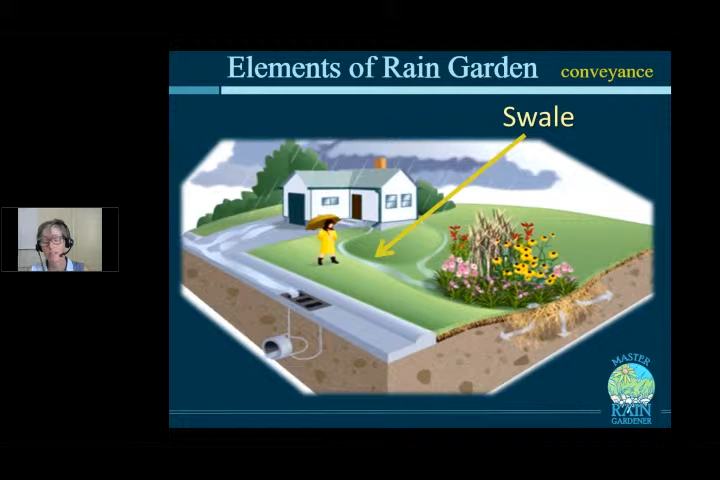 Elements of Rain Garden conveyance
Swale
MASTER
RAIN
GARDENER